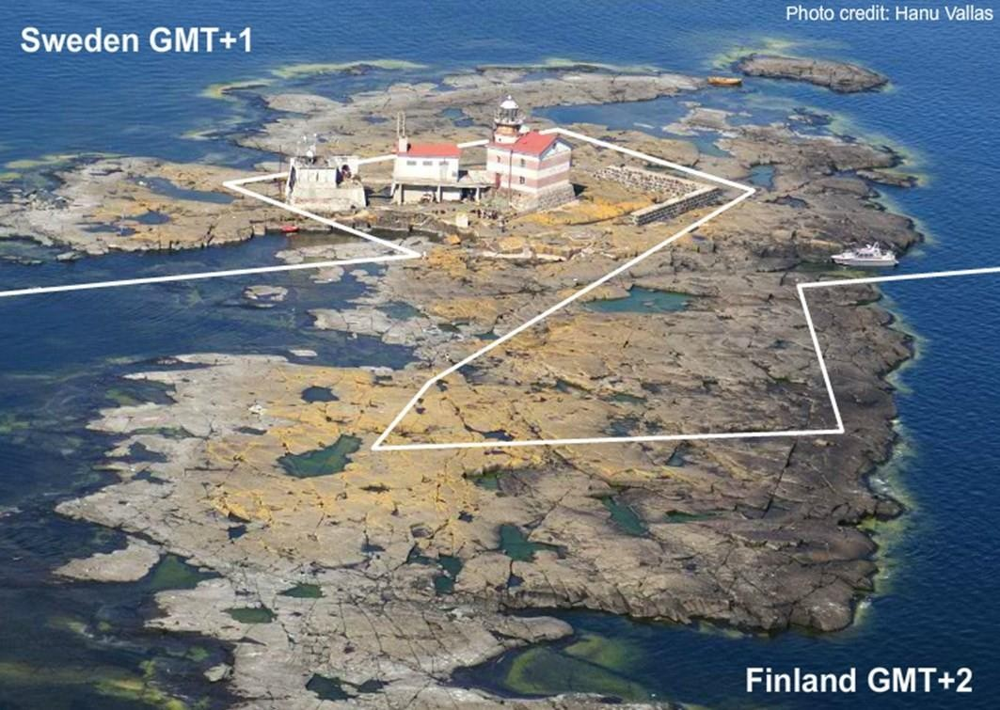 Photo credit: Hanu Vallas
Sweden GMT+1
Finland GMT+2